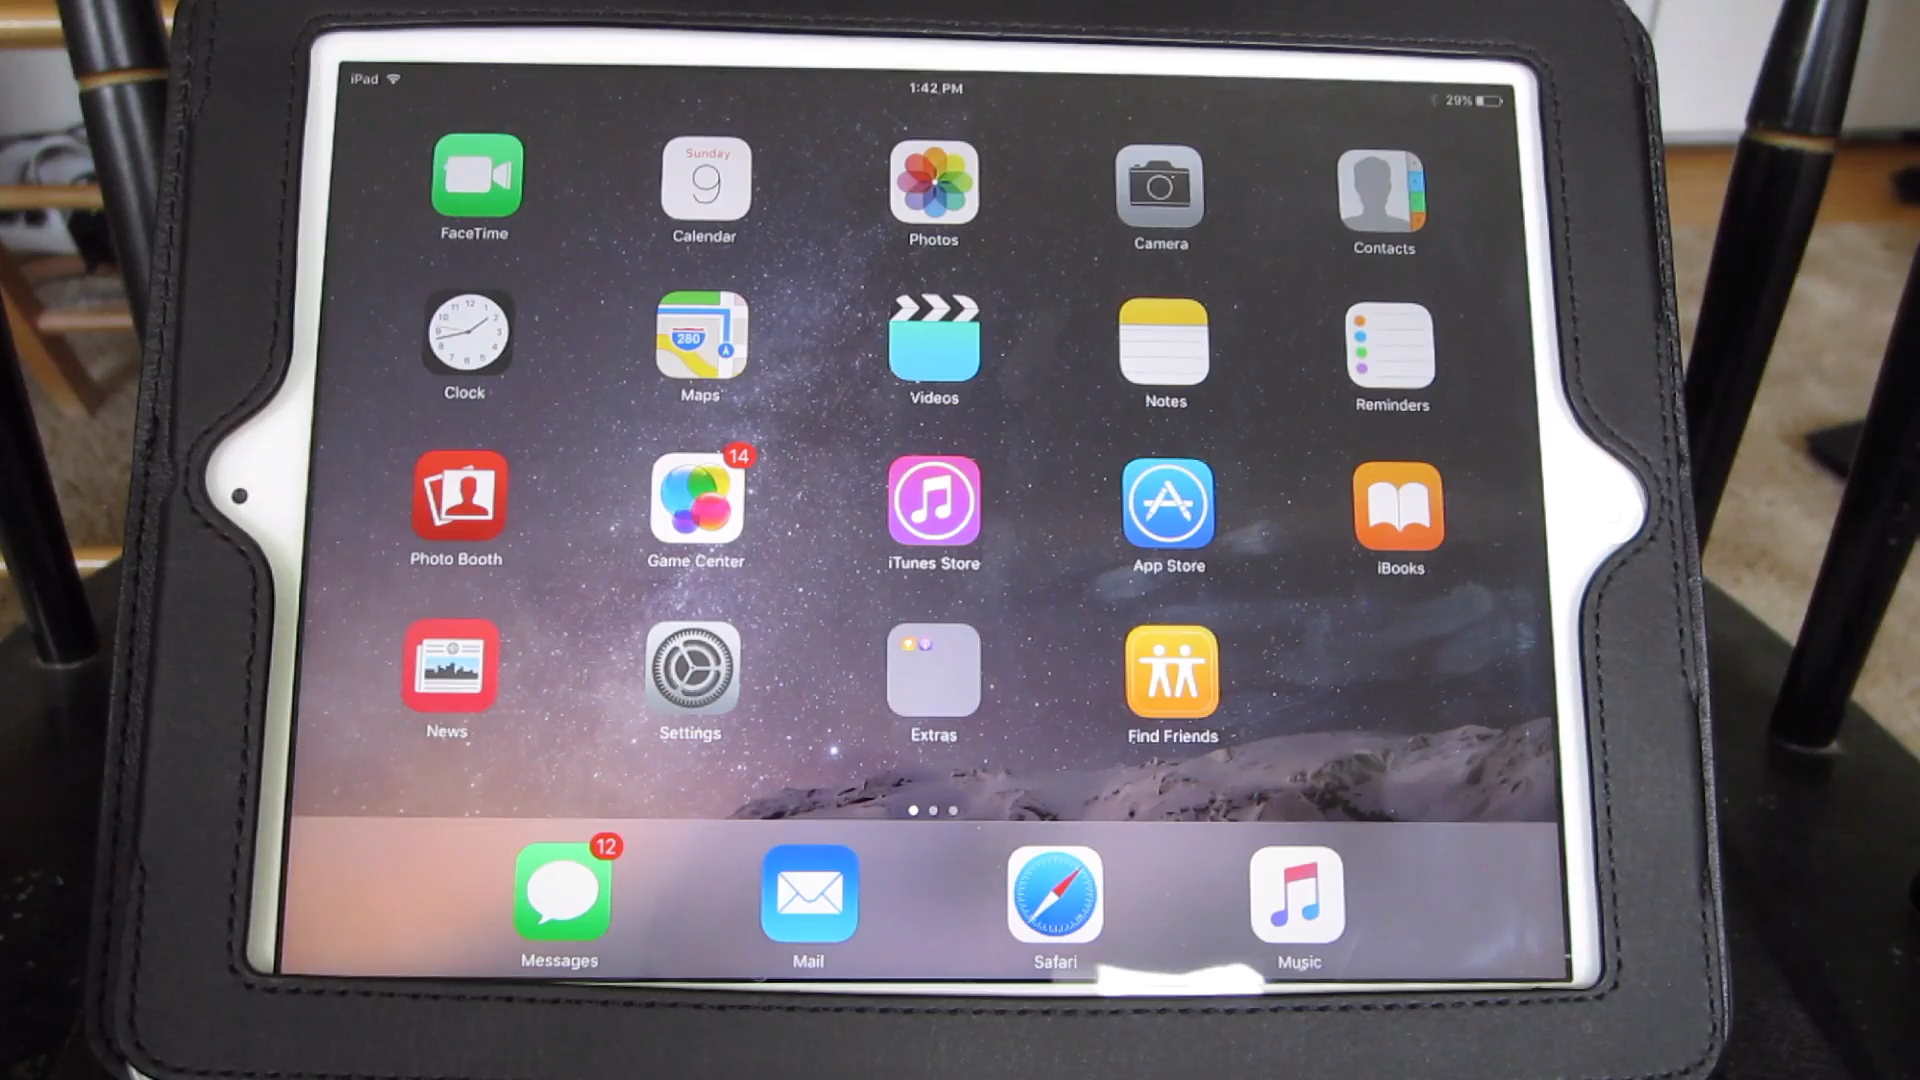 iPad
1:42 PM
29%
Sunday
9
FaceTime
Calendar
Photos
Camera
Contacts
280
Clock
Maps
Videos
Notes
Reminders
14
Photo Booth
Game Center
iTunes Store
App Store
iBooks
News
Settings
Extras
Find Friends
12
Messages
Mail
Safari
Music